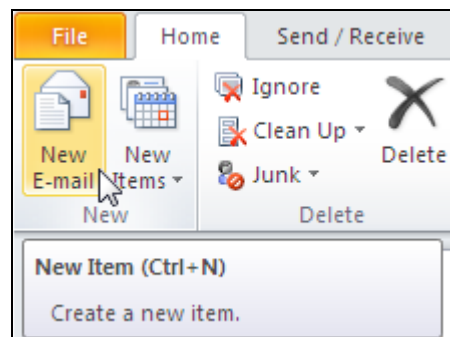 File Home Send / Receive
New E-mail
New Items
Ignore
Clean Up
Junk
Delete
New Delete
New Item (Ctrl+N)
Create a new item.